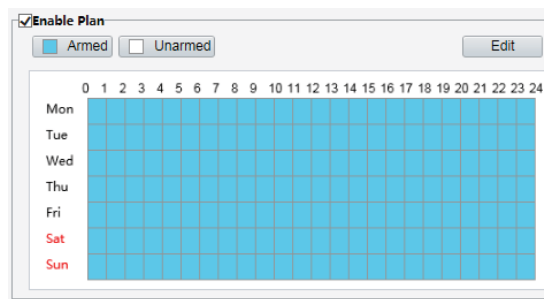 Enable Plan
Armed Unarmed Edit
0 1 2 3 4 5 6 7 8 9 10 11 12 13 14 15 16 17 18 19 20 21 22 23 24
Mon
Tue
Wed
Thu
Fri
Sat
Sun